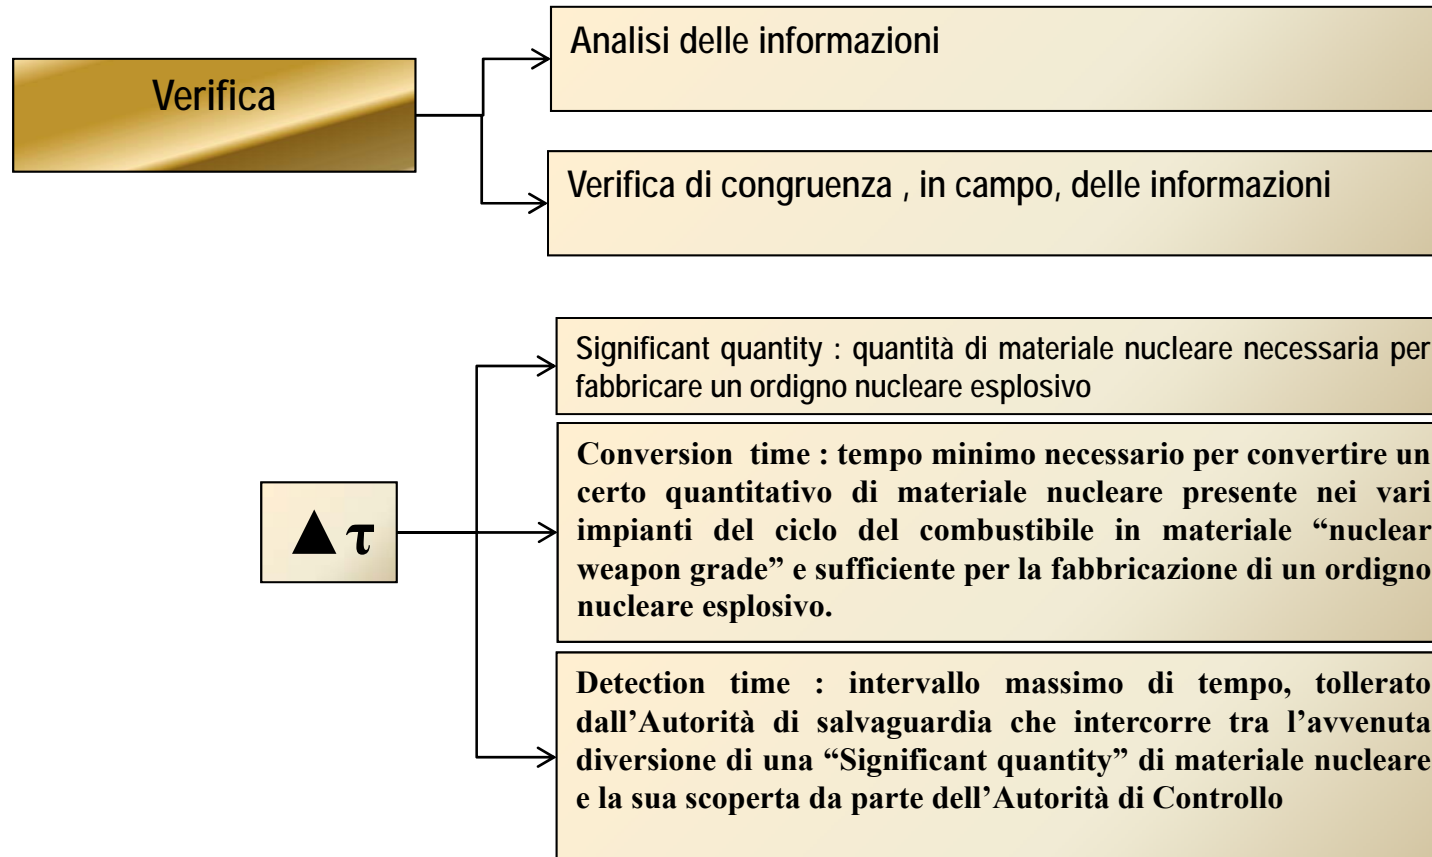 Analisi delle informazioni
Verifica
Verifica di congruenza , in campo, delle informazioni
Significant quantity : quantità di materiale nucleare necessaria per
fabbricare un ordigno nucleare esplosivo
Conversion time : tempo minimo necessario per convertire un
certo quantitativo di materiale nucleare presente nei vari
impianti del ciclo del combustibile in materiale “nuclear
weapon grade” e sufficiente per la fabbricazione di un ordigno
nucleare esplosivo.
▲ τ
Detection time : intervallo massimo di tempo, tollerato
dall’Autorità di salvaguardia che intercorre tra l’avvenuta
diversione di una “Significant quantity” di materiale nucleare
e la sua scoperta da parte dell’Autorità di Controllo